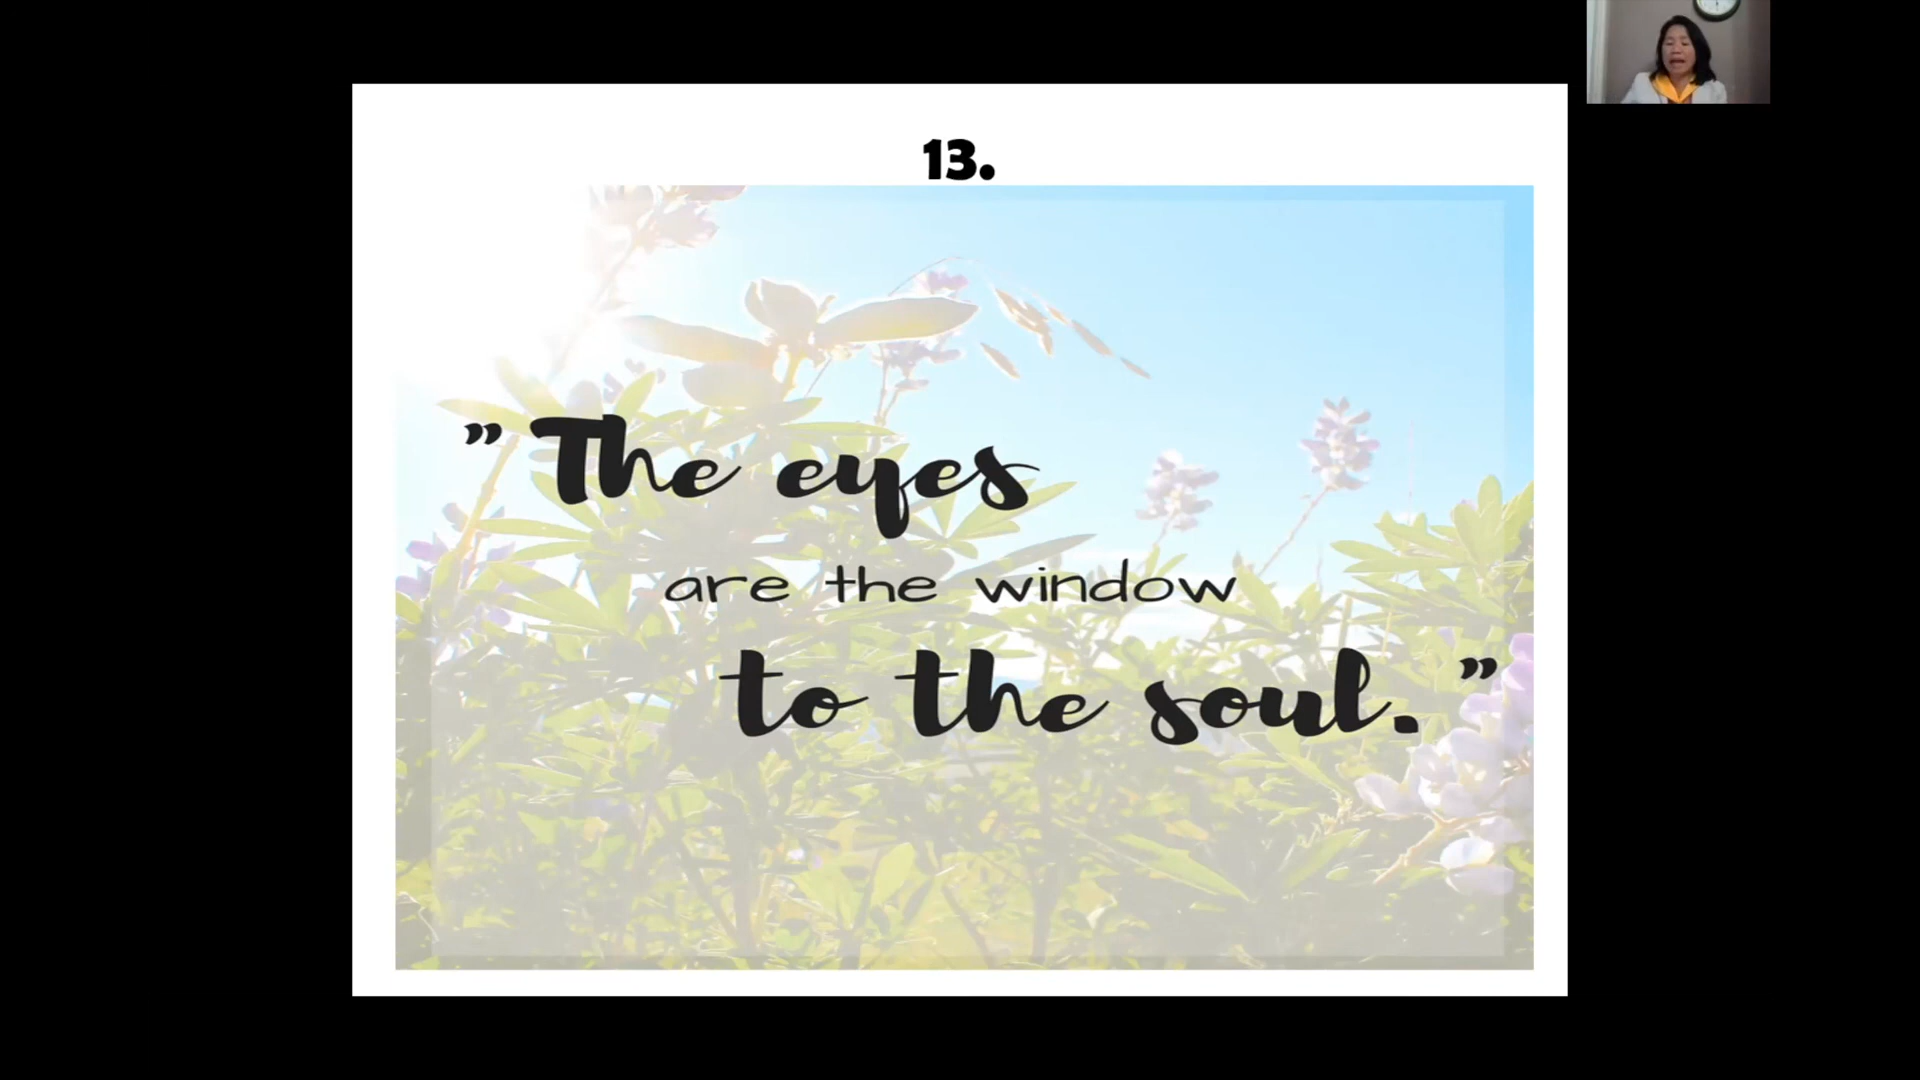 13.
” The eyes
are the window
to the soul. ”